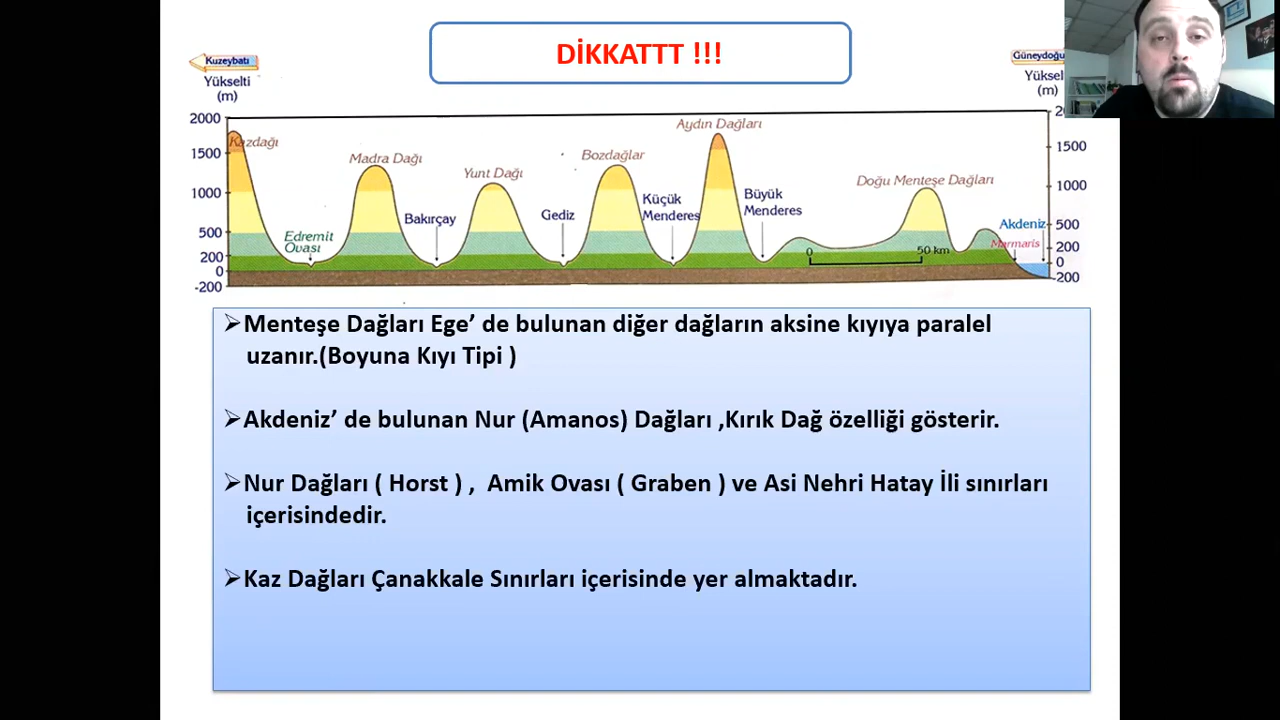 DİKKATTT !!!
Kuzeybatı
Yükselti
(m)
Güneydoğu
Yüksel
(m)
2000
1500
1000
500
200
0
-200
Kazdağı
Edremit
Ovası
Madra Dağı
Bakırçay
Yunt Dağı
Gediz
Bozdağlar
Küçük
Menderes
Aydın Dağları
Büyük
Menderes
0
50 km
Doğu Menteşe Dağları
Akdeniz
Marmaris
1500
1000
500
200
0
-200
➢Menteşe Dağları Ege’ de bulunan diğer dağların aksine kıyıya paralel
uzanır.(Boyuna Kıyı Tipi )
➢Akdeniz’ de bulunan Nur (Amanos) Dağları ,Kırık Dağ özelliği gösterir.
➢Nur Dağları ( Horst ) , Amik Ovası ( Graben ) ve Asi Nehri Hatay İli sınırları
içerisindedir.
➢Kaz Dağları Çanakkale Sınırları içerisinde yer almaktadır.